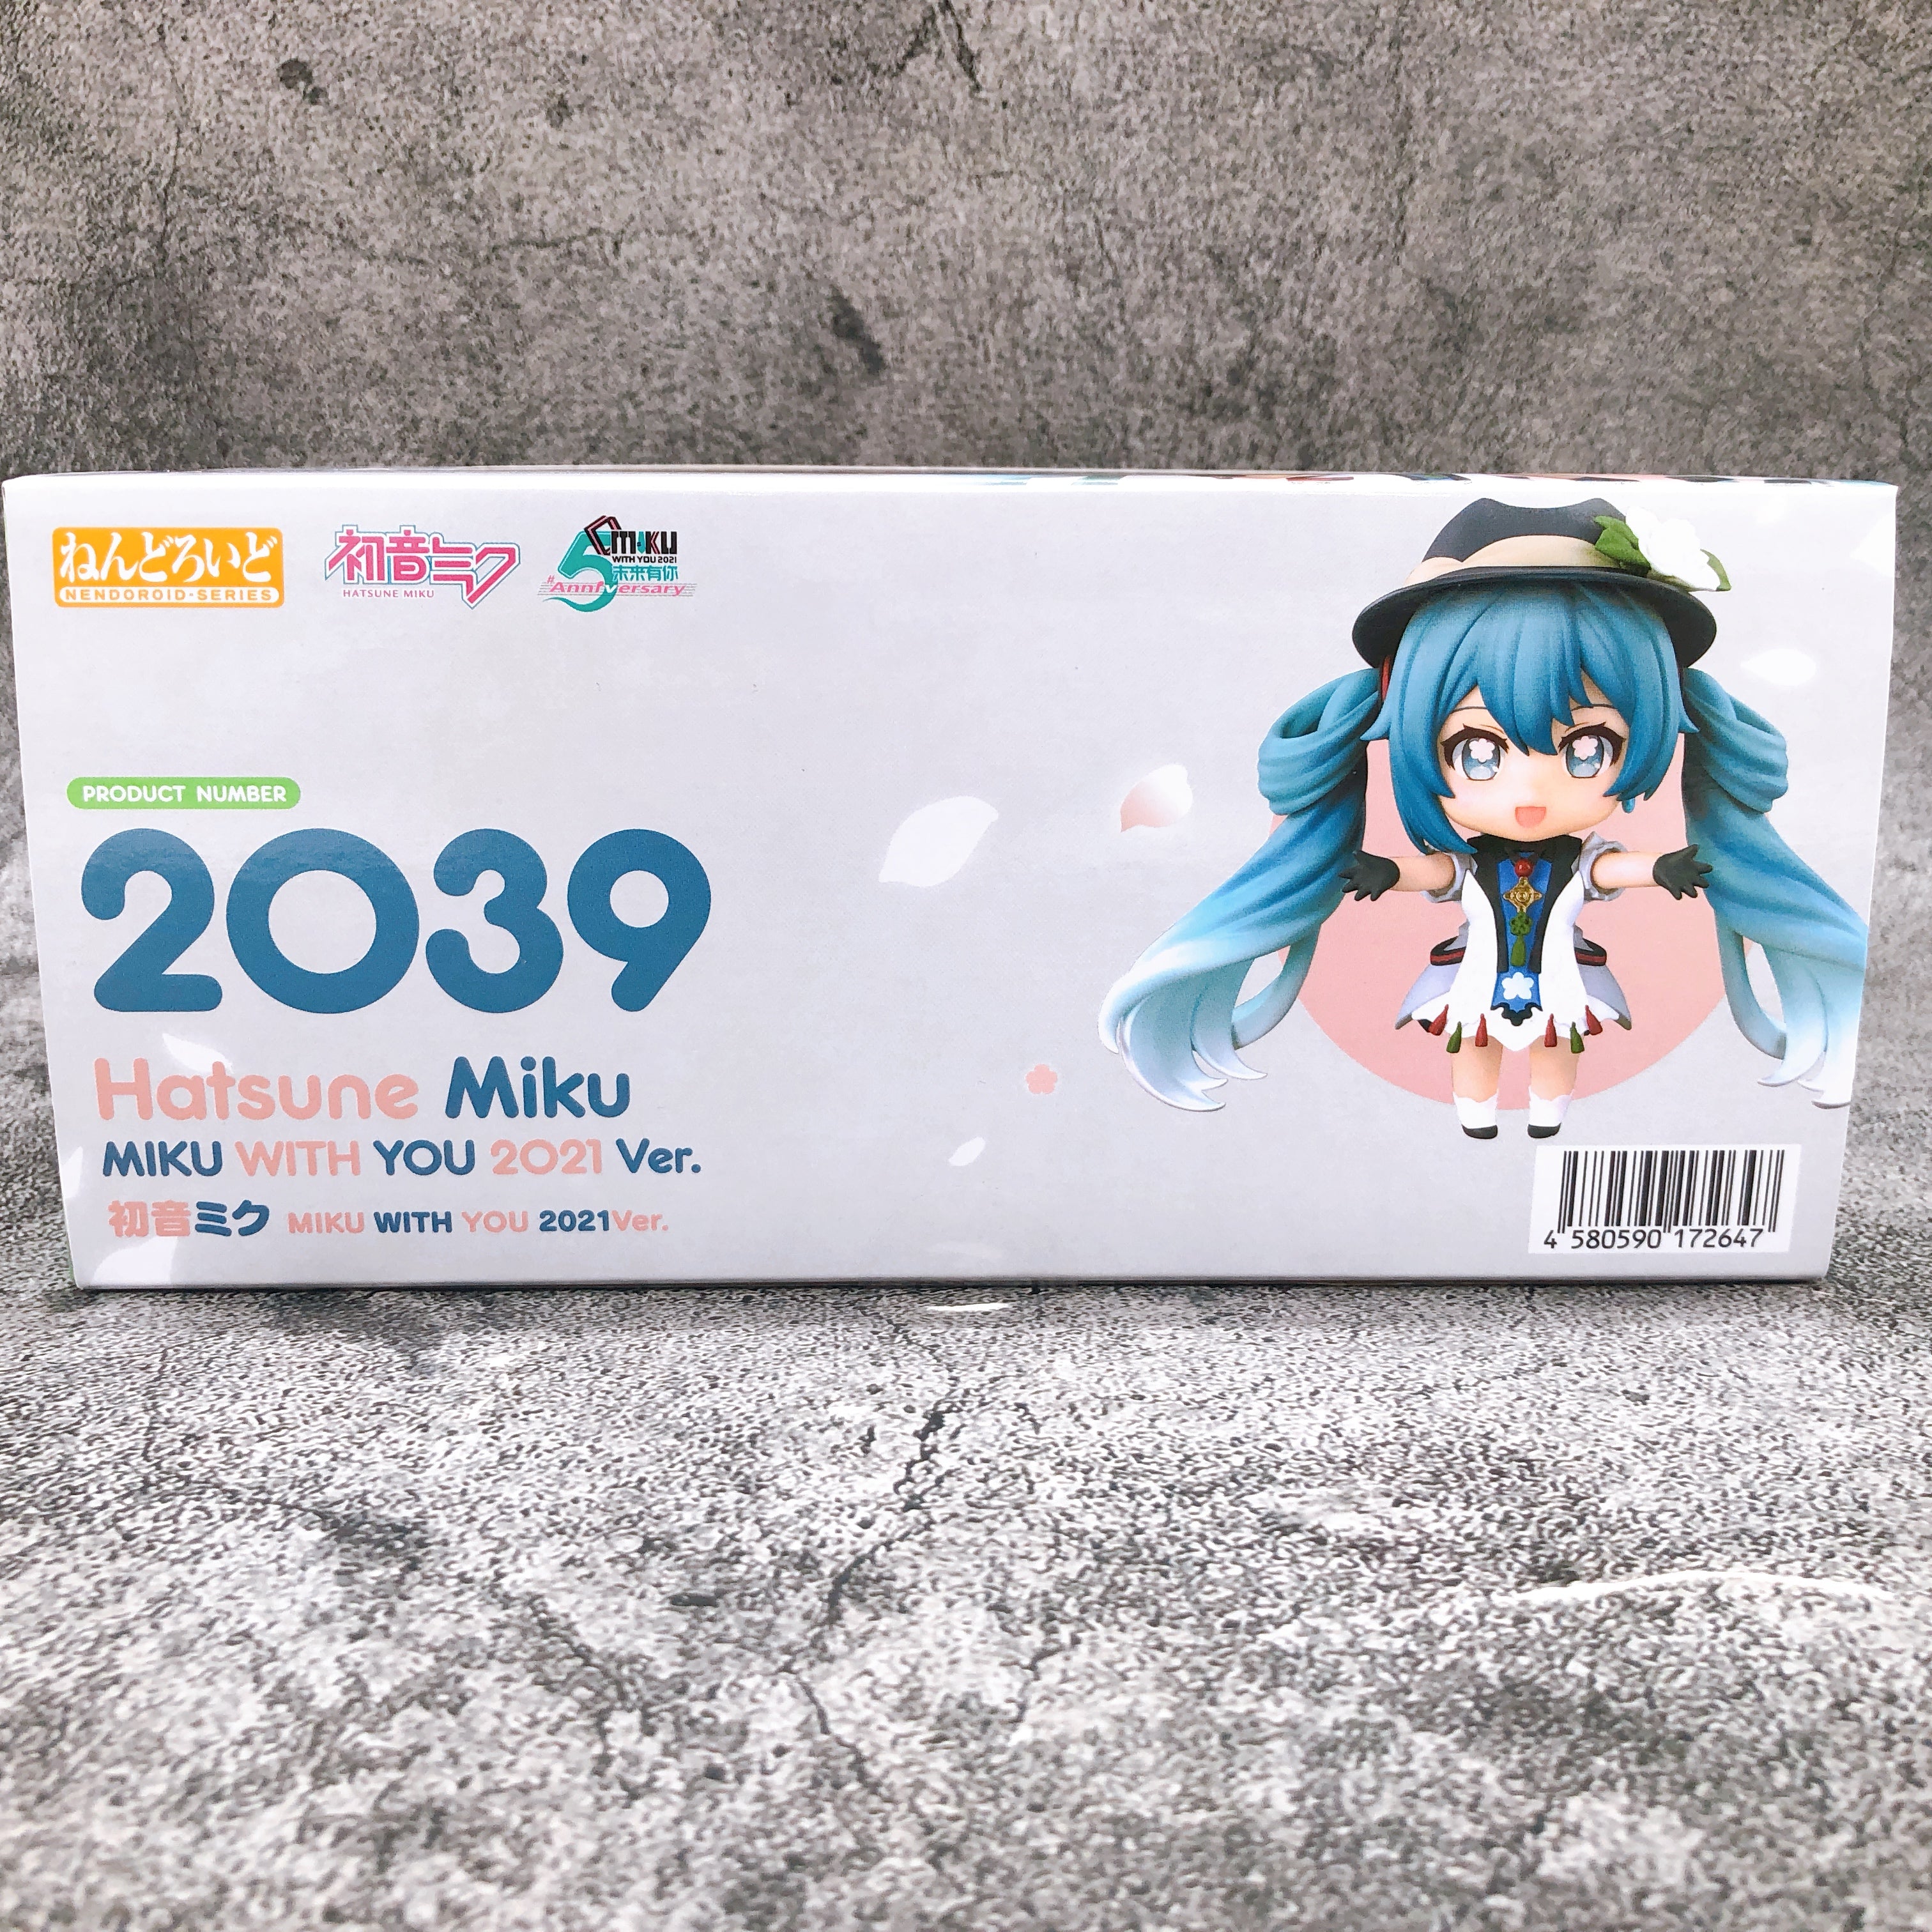 ねんどろいど
NENDOROID·SERIES
初音ミク
HATSUNE MIKU
MIKU
WITH YOU 2021
未来有你
5
#Anniversary
PRODUCT NUMBER
2039
Hatsune Miku
MIKU WITH YOU 2021 Ver.
初音ミク MIKU WITH YOU 2021Ver.
4 580590 172647